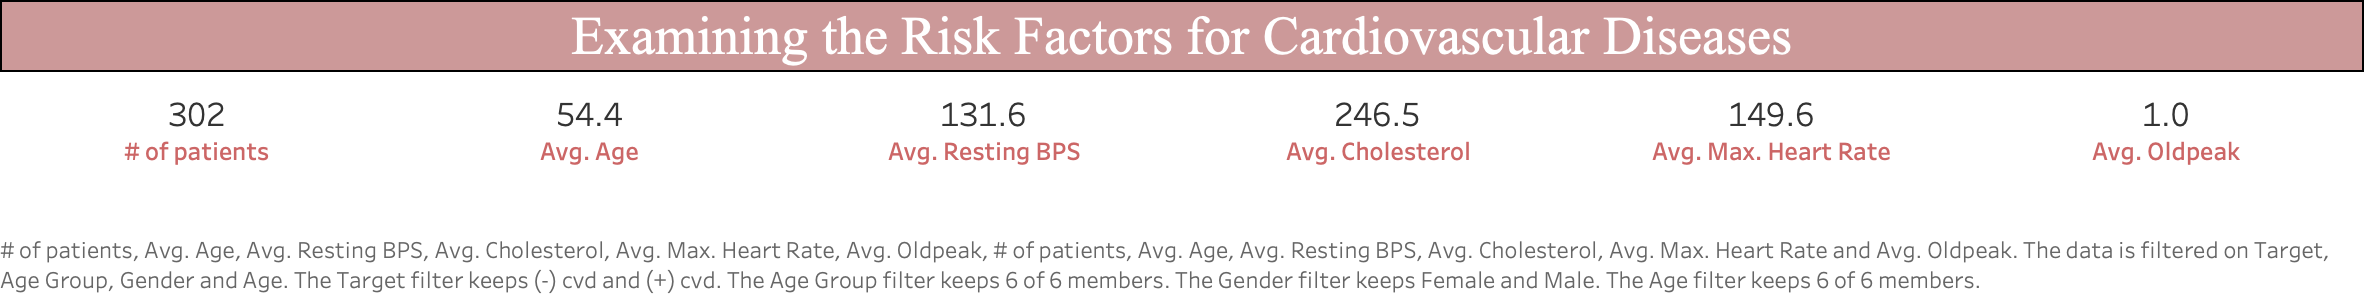 Examining the Risk Factors for Cardiovascular Diseases
302 54.4 131.6 246.5 149.6 1.0
# of patients Avg. Age Avg. Resting BPS Avg. Cholesterol Avg. Max. Heart Rate Avg. Oldpeak
# of patients, Avg. Age, Avg. Resting BPS, Avg. Cholesterol, Avg. Max. Heart Rate, Avg. Oldpeak, # of patients, Avg. Age, Avg. Resting BPS, Avg. Cholesterol, Avg. Max. Heart Rate and Avg. Oldpeak. The data is filtered on Target,
Age Group, Gender and Age. The Target filter keeps (-) cvd and (+) cvd. The Age Group filter keeps 6 of 6 members. The Gender filter keeps Female and Male. The Age filter keeps 6 of 6 members.